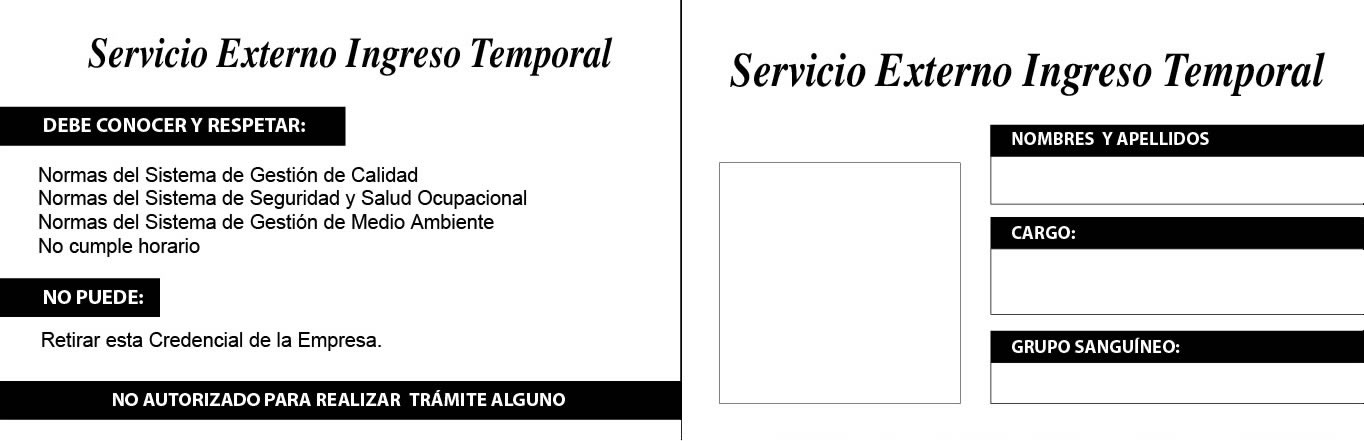 Servicio Externo Ingreso Temporal
DEBE CONOCER Y RESPETAR:
Normas del Sistema de Gestión de Calidad
Normas del Sistema de Seguridad y Salud Ocupacional
Normas del Sistema de Gestión de Medio Ambiente
No cumple horario
NO PUEDE:
Retirar esta Credencial de la Empresa.
NO AUTORIZADO PARA REALIZAR TRÁMITE ALGUNO
Servicio Externo Ingreso Temporal
NOMBRES Y APELLIDOS
CARGO:
GRUPO SANGUÍNEO: